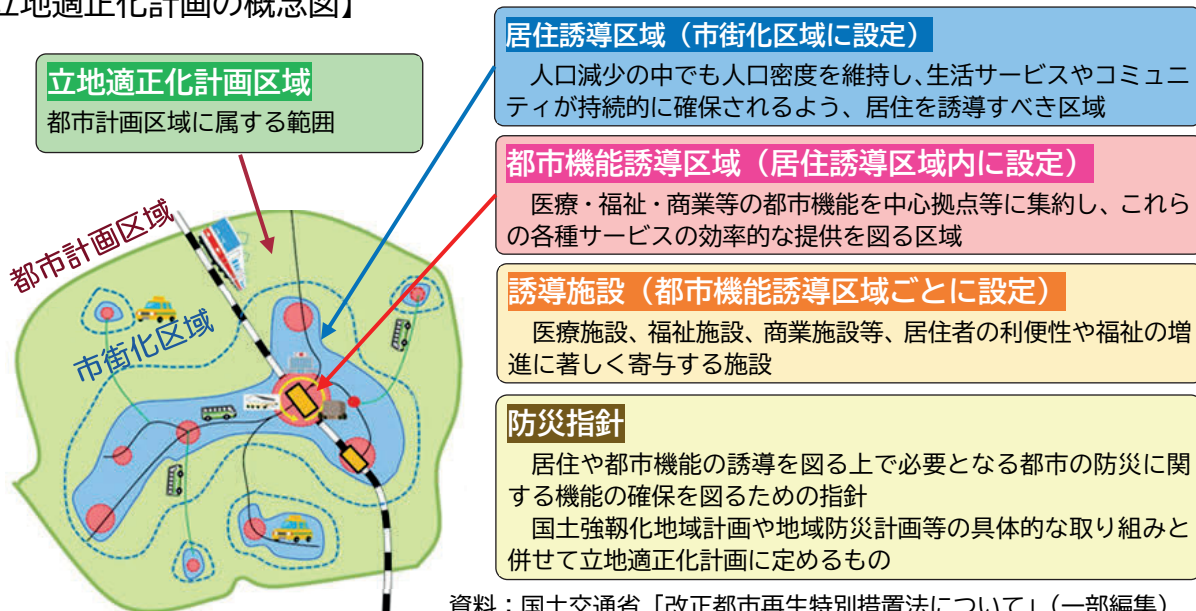 立地適正化計画の概念図】
立地適正化計画区域
都市計画区域に属する範囲
都市計画区域
市街化区域
居住誘導区域（市街化区域に設定）
人口減少の中でも人口密度を維持し、生活サービスやコミュニ
ティが持続的に確保されるよう、居住を誘導すべき区域
都市機能誘導区域（居住誘導区域内に設定）
医療・福祉・商業等の都市機能を中心拠点等に集約し、これら
の各種サービスの効率的な提供を図る区域
誘導施設（都市機能誘導区域ごとに設定）
医療施設、福祉施設、商業施設等、居住者の利便性や福祉の増
進に著しく寄与する施設
防災指針
居住や都市機能の誘導を図る上で必要となる都市の防災に関
する機能の確保を図るための指針
国土強靱化地域計画や地域防災計画等の具体的な取り組みと
併せて立地適正化計画に定めるもの
資料：国土交通省「改正都市再生特別措置法について」（一部編集）